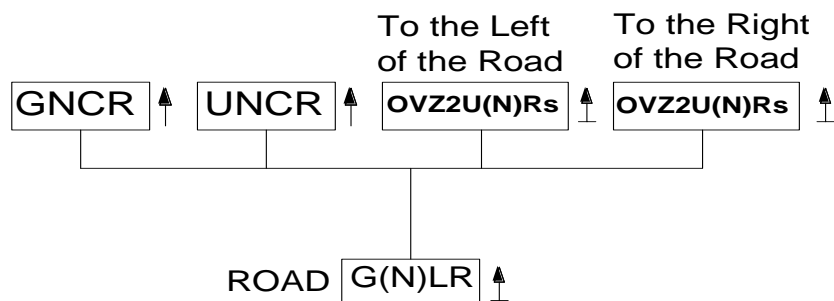 To the Left
of the Road
To the Right
of the Road
GNCR
UNCR
OVZ2U(N)Rs
OVZ2U(N)Rs
ROAD G(N)LR